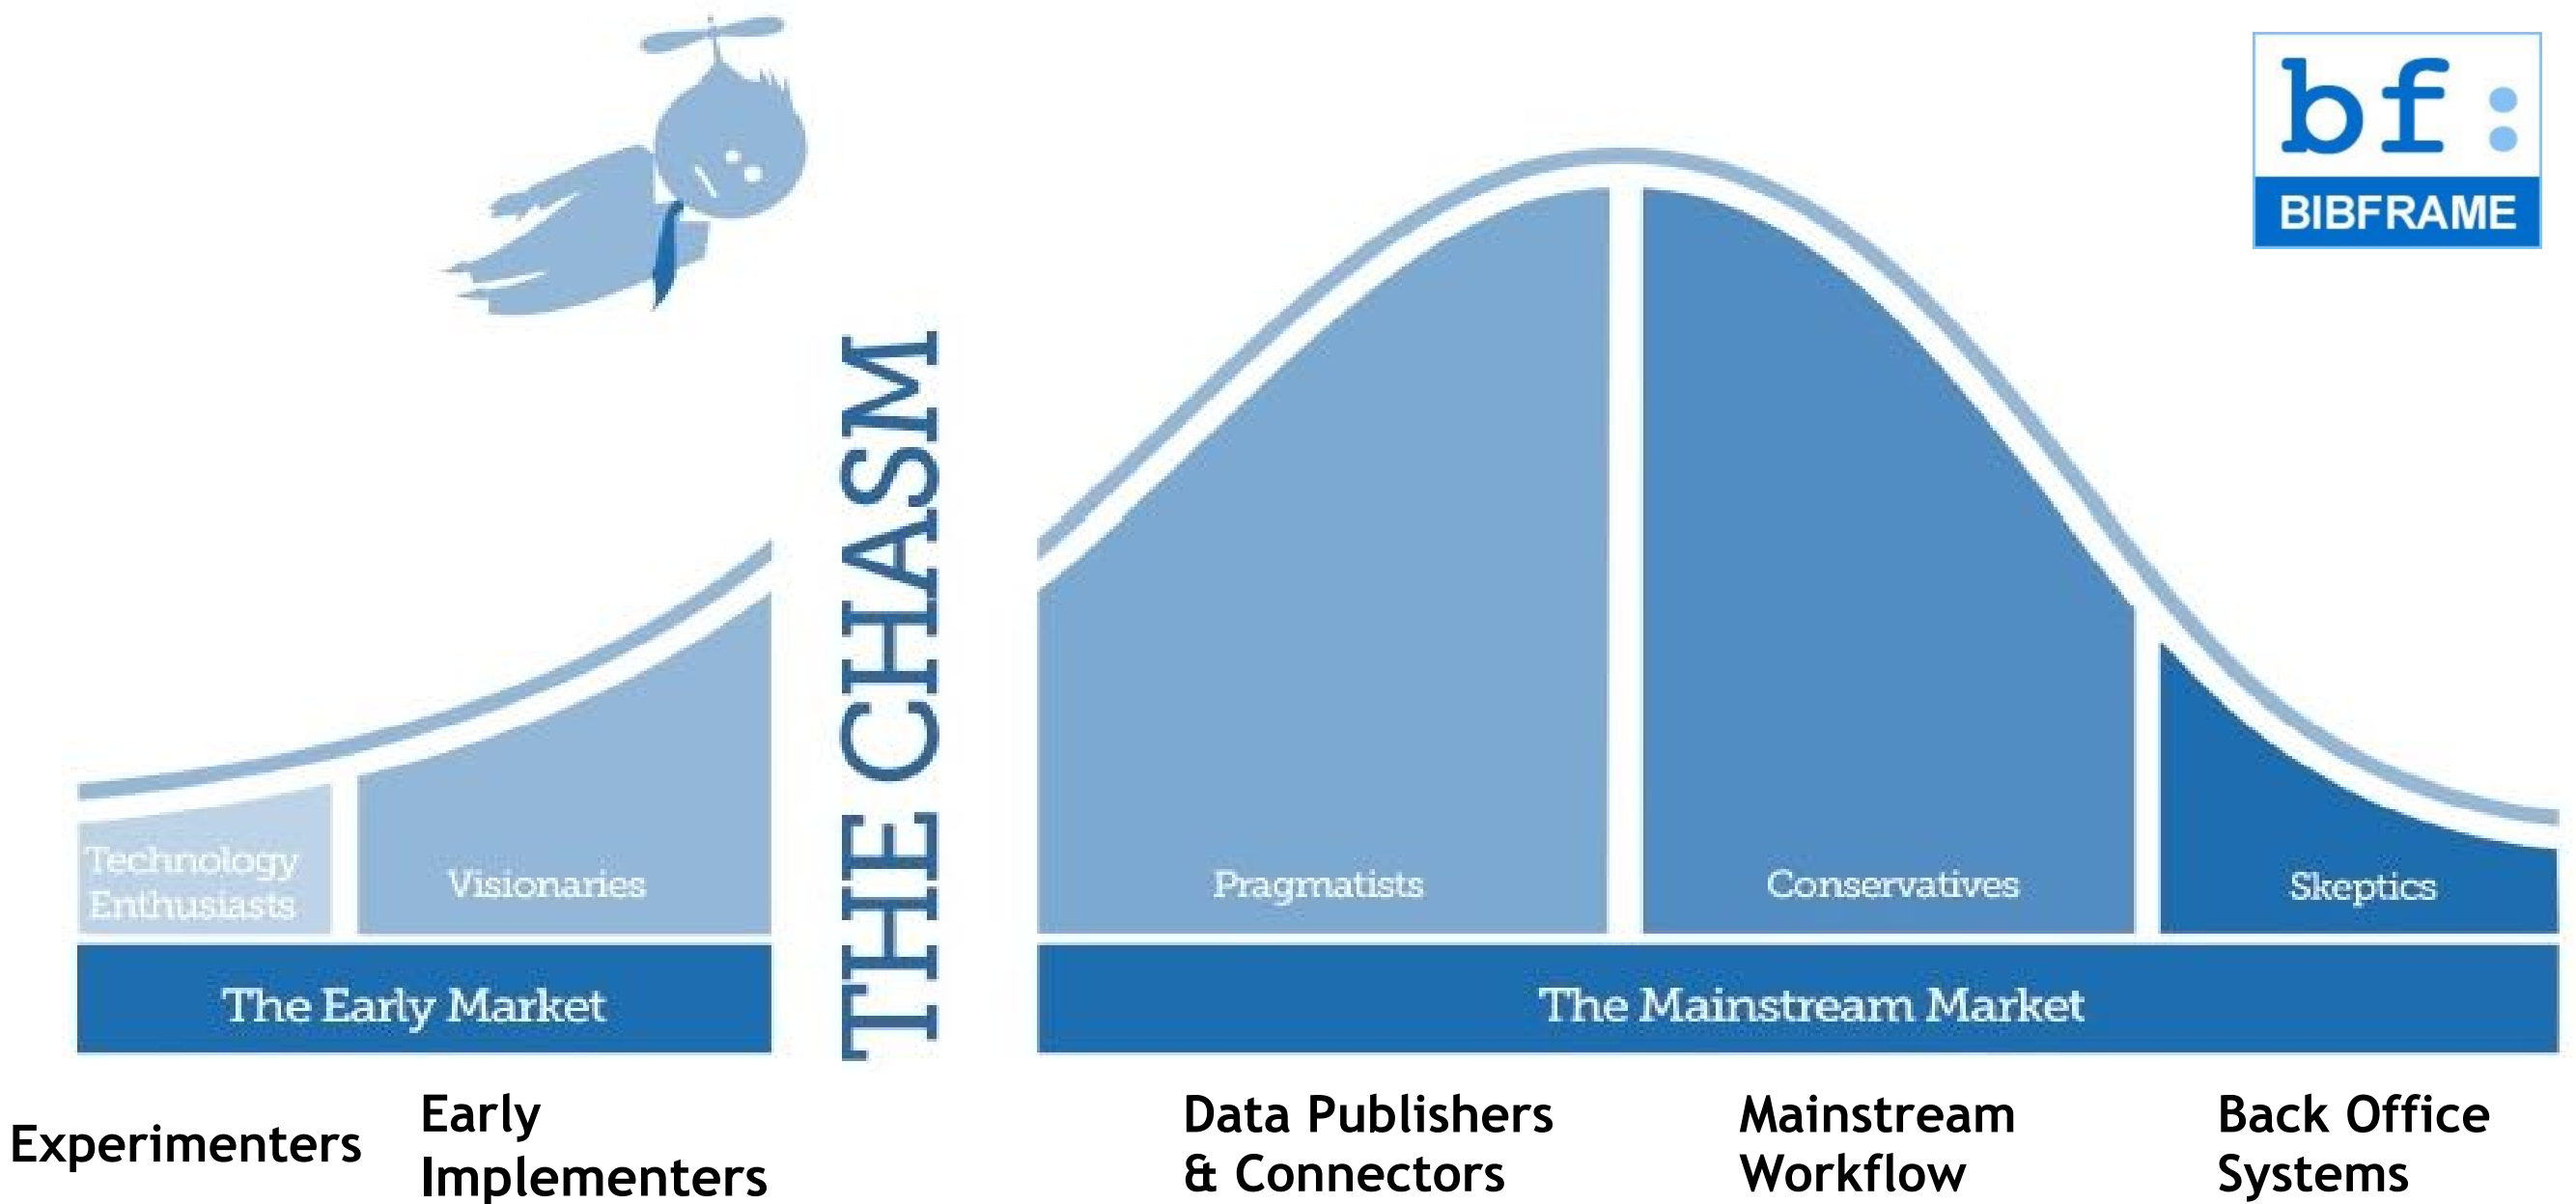 bf:
BIBFRAME
THE CHASM
Technology
Enthusiasts
Visionaries
Pragmatists
Conservatives
Skeptics
The Early Market
The Mainstream Market
Experimenters
Early
Implementers
Data Publishers
& Connectors
Mainstream
Workflow
Back Office
Systems